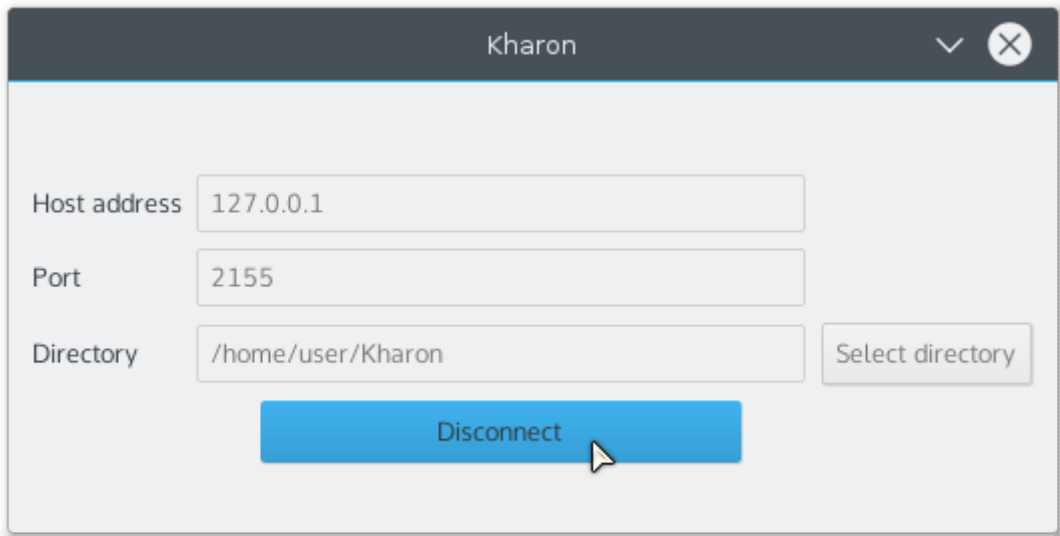 Kharon
Host address 127.0.0.1
Port 2155
Directory /home/user/Kharon Select directory
Disconnect